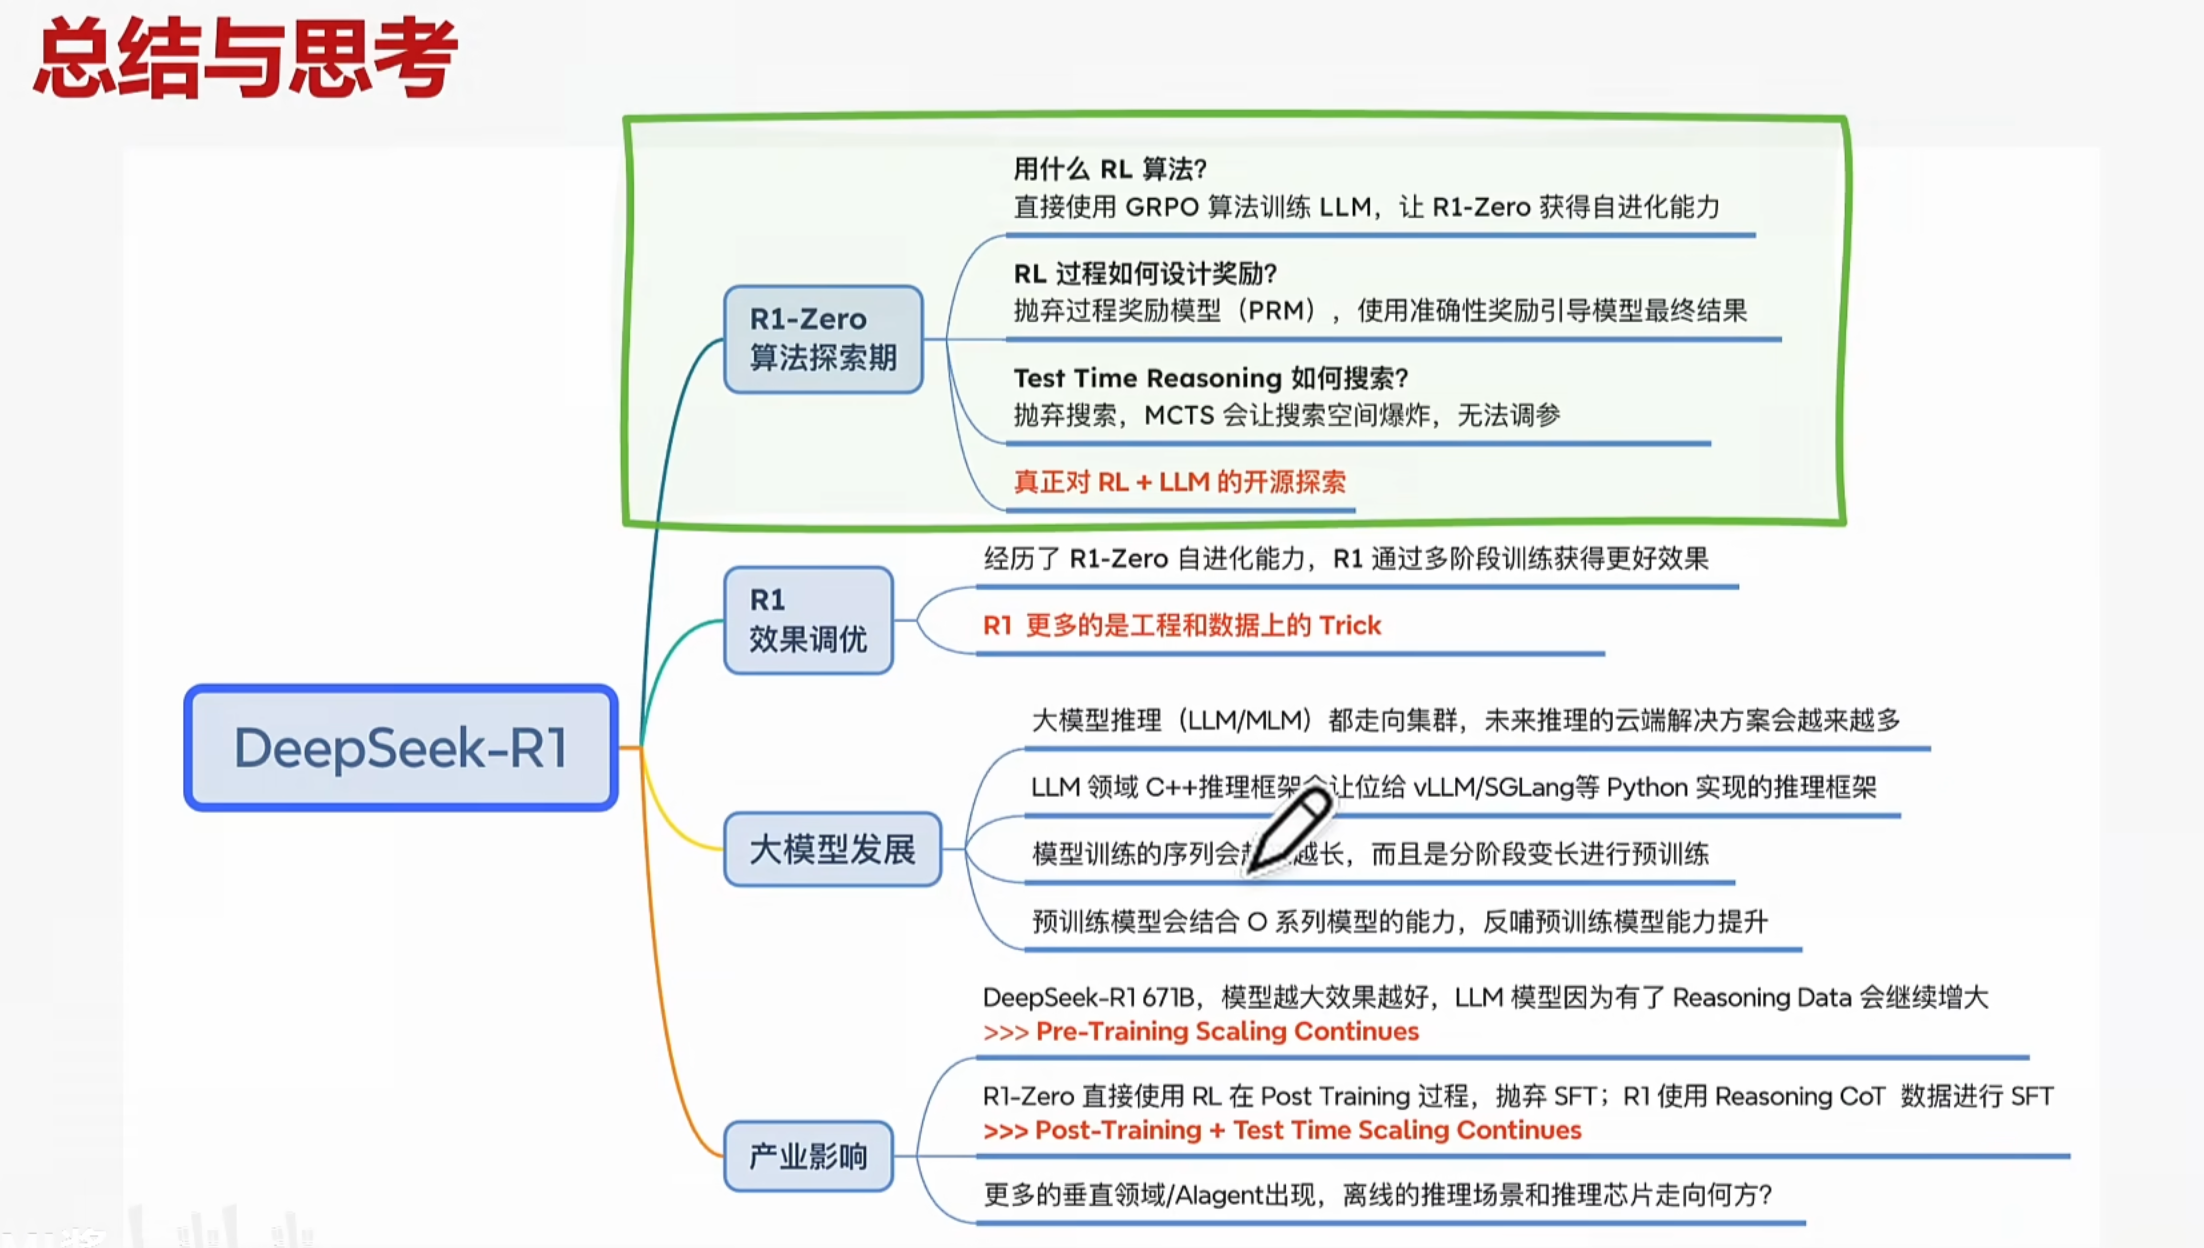 总结与思考
用什么 RL 算法?
直接使用 GRPO 算法训练 LLM，让 R1-Zero 获得自进化能力
RL 过程如何设计奖励?
抛弃过程奖励模型（PRM），使用准确性奖励引导模型最终结果
R1-Zero
算法探索期
Test Time Reasoning 如何搜索?
抛弃搜索，MCTS 会让搜索空间爆炸，无法调参
真正对 RL + LLM 的开源探索
经历了 R1-Zero 自进化能力，R1 通过多阶段训练获得更好效果
R1
效果调优
R1 更多的是工程和数据上的 Trick
DeepSeek-R1
大模型推理（LLM/MLM）都走向集群，未来推理的云端解决方案会越来越多
LLM 领域 C++推理框架会让位给 vLLM/SGLang等 Python 实现的推理框架
大模型发展
模型训练的序列会越长，而且是分阶段变长进行预训练
预训练模型会结合 O 系列模型的能力，反哺预训练模型能力提升
DeepSeek-R1 671B，模型越大效果越好，LLM 模型因为有了 Reasoning Data 会继续增大
>>> Pre-Training Scaling Continues
R1-Zero 直接使用 RL 在 Post Training 过程，抛弃 SFT；R1 使用 Reasoning CoT 数据进行 SFT
>>> Post-Training + Test Time Scaling Continues
产业影响
更多的垂直领域/AIagent出现，离线的推理场景和推理芯片走向何方?